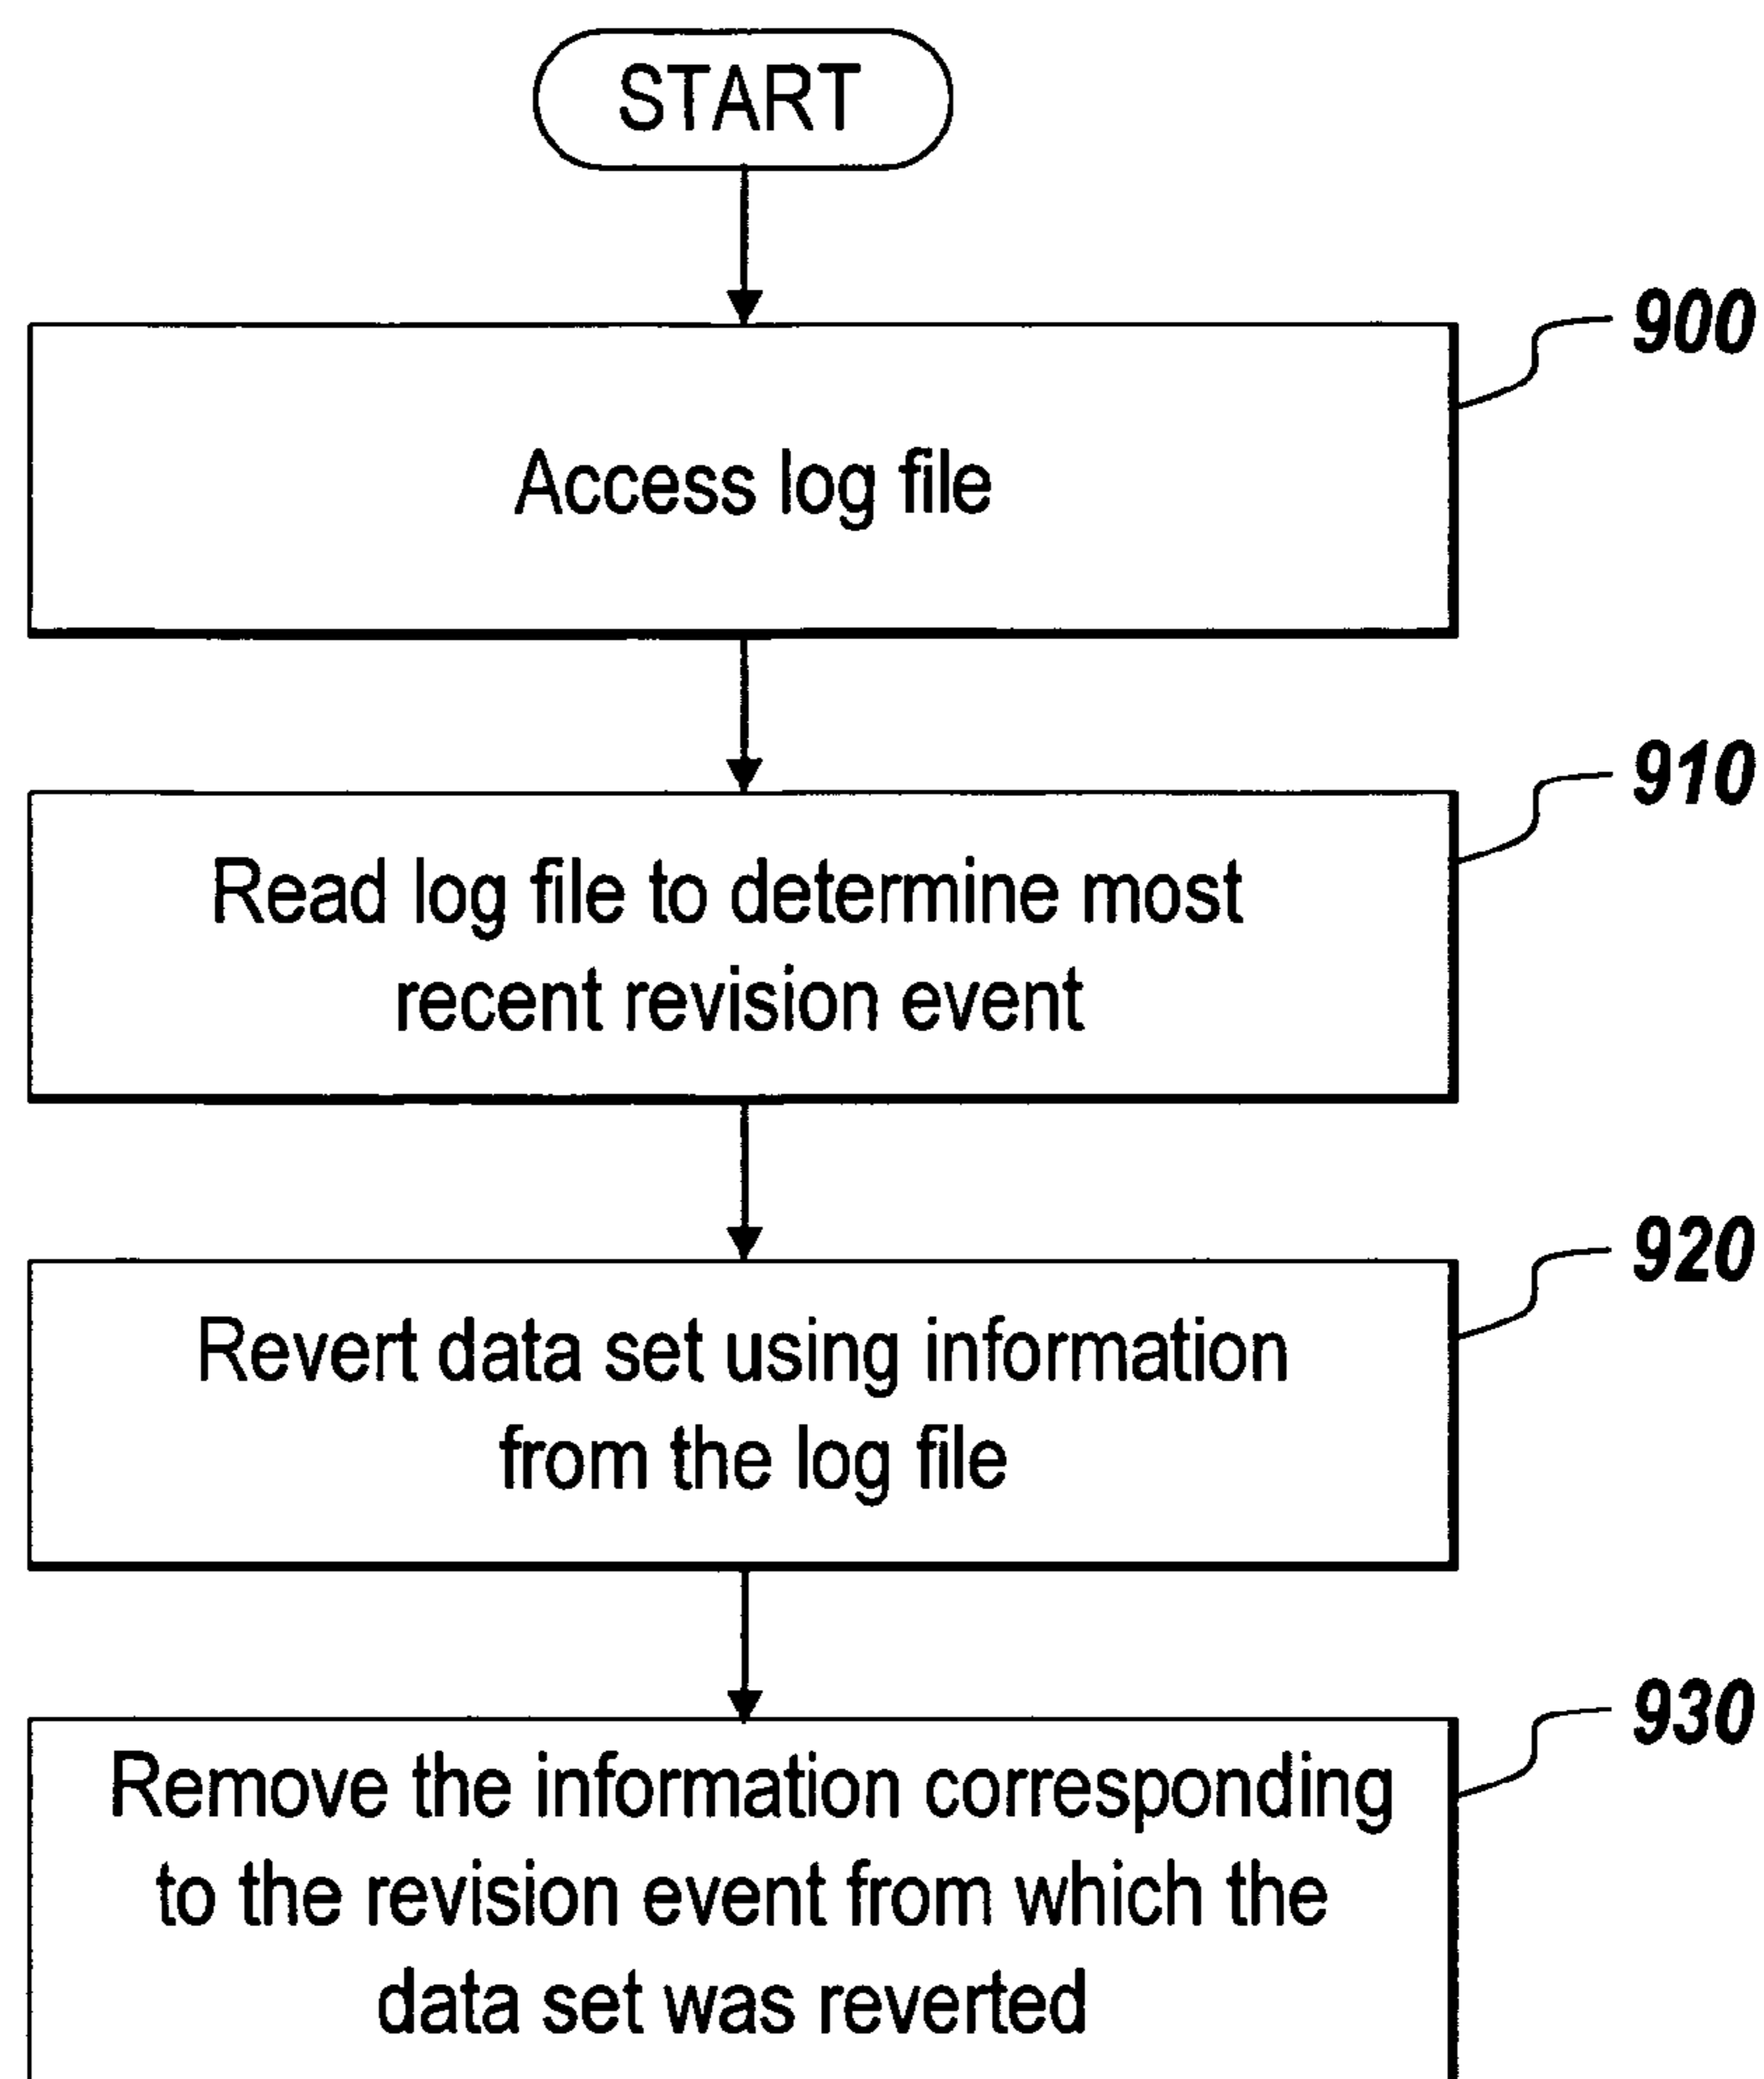 START
900
Access log file
910
Read log file to determine most
recent revision event
920
Revert data set using information
from the log file
930
Remove the information corresponding
to the revision event from which the
data set was reverted